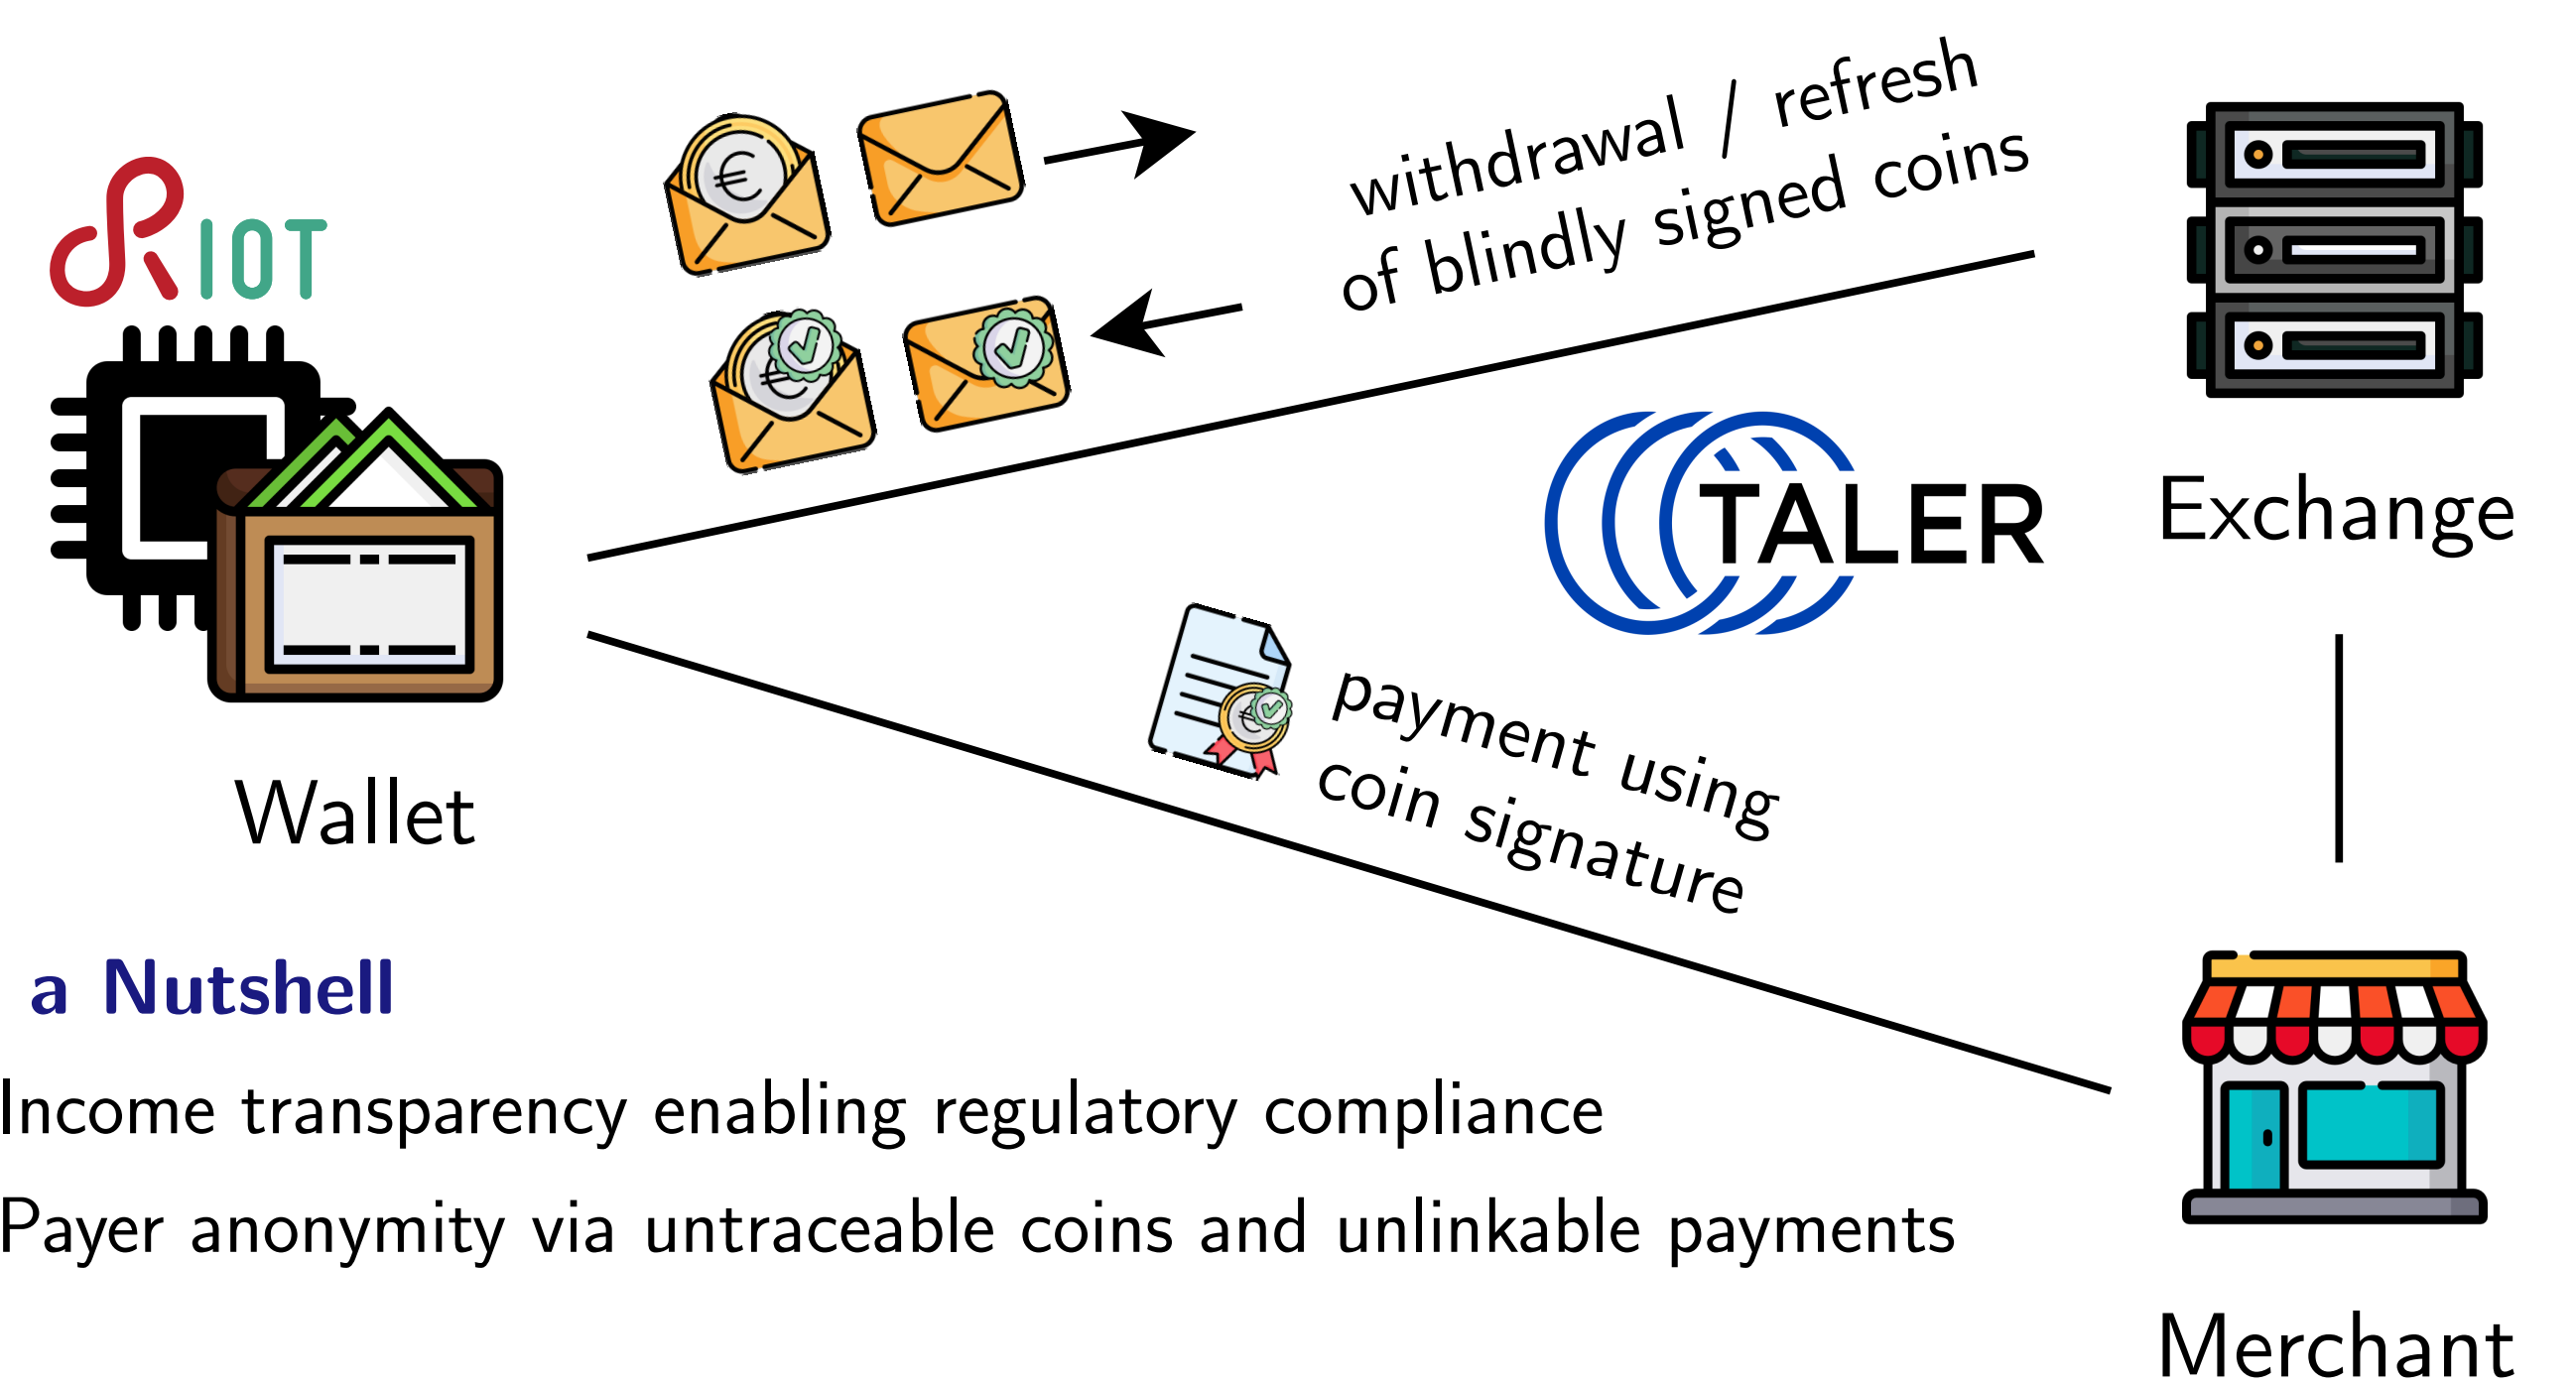 RIOT
withdrawal / refresh
of blindly signed coins
TALER
Exchange
Wallet
payment using
coin signature
a Nutshell
Income transparency enabling regulatory compliance
Payer anonymity via untraceable coins and unlinkable payments
Merchant